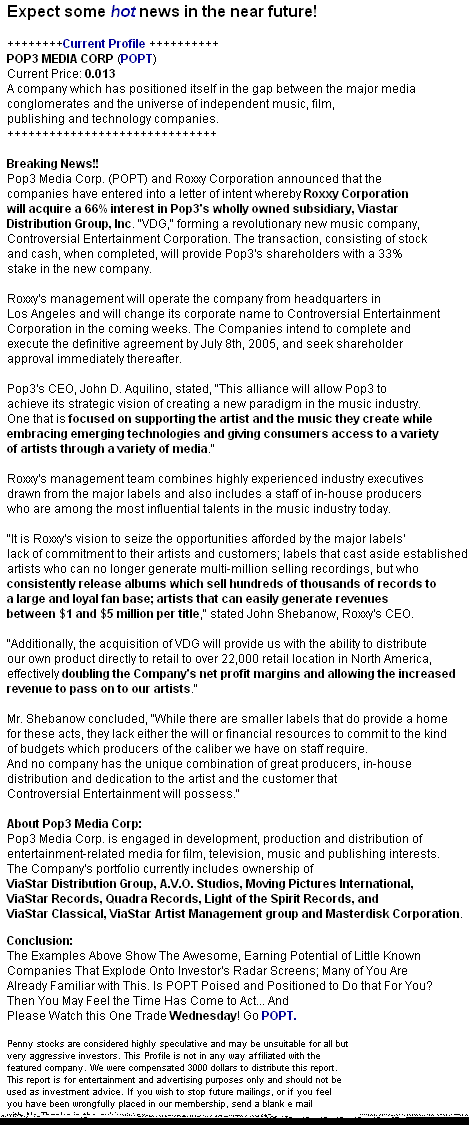 Expect some hot news in the near future!
++++++++Current Profile ++++++++++
POP3 MEDIA CORP (POPT)
Current Price: 0.013
A company which has positioned itself in the gap between the major media
conglomerates and the universe of independent music, film,
publishing and technology companies.
++++++++++++++++++++++++++++++
Breaking News!!
Pop3 Media Corp. (POPT) and Roxxy Corporation announced that the
companies have entered into a letter of intent whereby Roxxy Corporation
will acquire a 66% interest in Pop3's wholly owned subsidiary, Viastar
Distribution Group, Inc. "VDG," forming a revolutionary new music company,
Controversial Entertainment Corporation. The transaction, consisting of stock
and cash, when completed, will provide Pop3's shareholders with a 33%
stake in the new company.
Roxxy's management will operate the company from headquarters in
Los Angeles and will change its corporate name to Controversial Entertainment
Corporation in the coming weeks. The Companies intend to complete and
execute the definitive agreement by July 8th, 2005, and seek shareholder
approval immediately thereafter.
Pop3's CEO, John D. Aquilino, stated, "This alliance will allow Pop3 to
achieve its strategic vision of creating a new paradigm in the music industry.
One that is focused on supporting the artist and the music they create while
embracing emerging technologies and giving consumers access to a variety
of artists through a variety of media."
Roxxy's management team combines highly experienced industry executives
drawn from the major labels and also includes a staff of in-house producers
who are among the most influential talents in the music industry today.
"It is Roxxy's vision to seize the opportunities afforded by the major labels'
lack of commitment to their artists and customers; labels that cast aside established
artists who can no longer generate multi-million selling recordings, but who
consistently release albums which sell hundreds of thousands of records to
a large and loyal fan base; artists that can easily generate revenues
between $1 and $5 million per title," stated John Shebanow, Roxxy's CEO.
"Additionally, the acquisition of VDG will provide us with the ability to distribute
our own product directly to retail to over 22,000 retail location in North America,
effectively doubling the Company's net profit margins and allowing the increased
revenue to pass on to our artists."
Mr. Shebanow concluded, "While there are smaller labels that do provide a home
for these acts, they lack either the will or financial resources to commit to the kind
of budgets which producers of the caliber we have on staff require.
And no company has the unique combination of great producers, in-house
distribution and dedication to the artist and the customer that
Controversial Entertainment will possess."
About Pop3 Media Corp:
Pop3 Media Corp. is engaged in development, production and distribution of
entertainment-related media for film, television, music and publishing interests.
The Company's portfolio currently includes ownership of
ViaStar Distribution Group, A.V.O. Studios, Moving Pictures International,
ViaStar Records, Quadra Records, Light of the Spirit Records, and
ViaStar Classical, ViaStar Artist Management group and Masterdisk Corporation.
Conclusion:
The Examples Above Show The Awesome, Earning Potential of Little Known
Companies That Explode Onto Investor's Radar Screens; Many of You Are
Already Familiar with This. Is POPT Poised and Positioned to Do that For You?
Then You May Feel the Time Has Come to Act... And
Please Watch this One Trade Wednesday! Go POPT.
Penny stocks are considered highly speculative and may be unsuitable for all but
very aggressive investors. This Profile is not in any way affiliated with the
featured company. We were compensated 3000 dollars to distribute this report.
This report is for entertainment and advertising purposes only and should not be
used as investment advice. If you wish to stop future mailings, or if you feel
you have been wrongfully placed in our membership, send a blank e mail